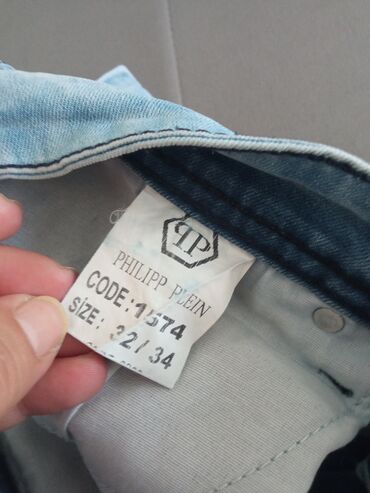 PP
PHILIPP PLEIN
CODE:1574
SiZE: 32 / 34